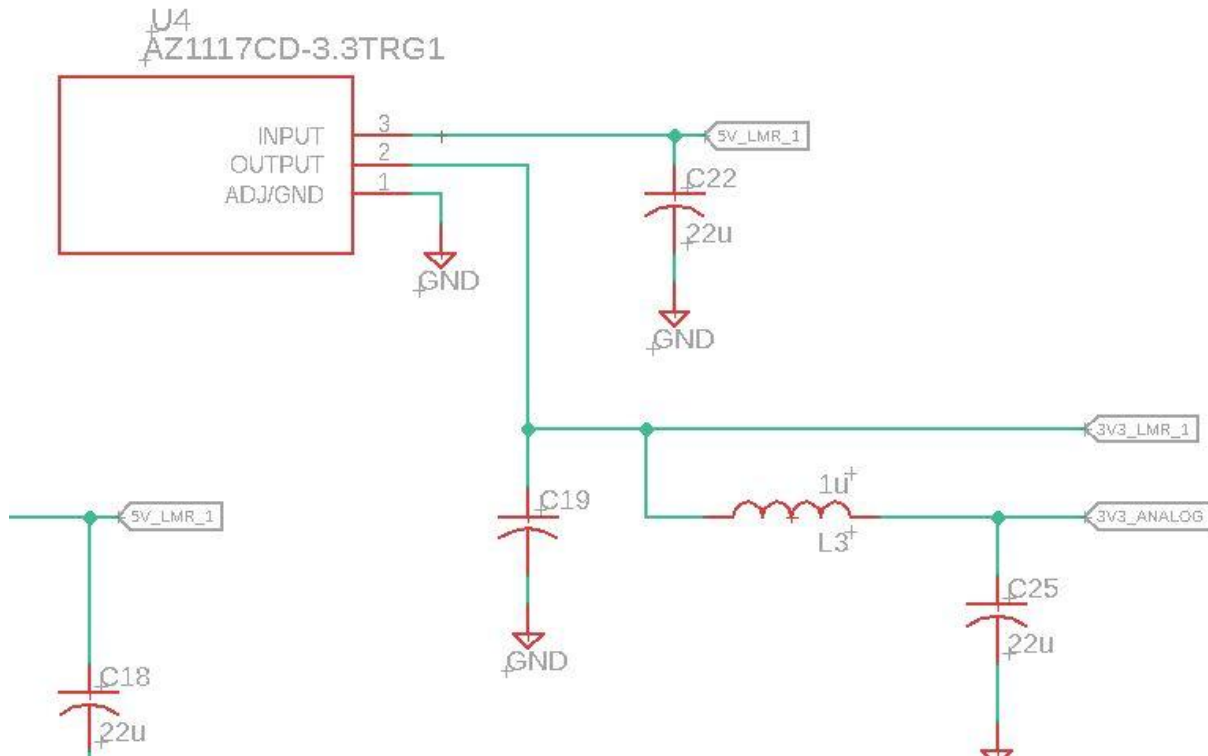 U4
AZ1117CD-3.3TRG1
INPUT 3
OUTPUT 2
ADJ/GND 1
5V_LMR_1
C22
22u
GND
GND
3V3_LMR_1
1u
L3
3V3_ANALOG
C19
GND
C25
22u
5V_LMR_1
C18
22u